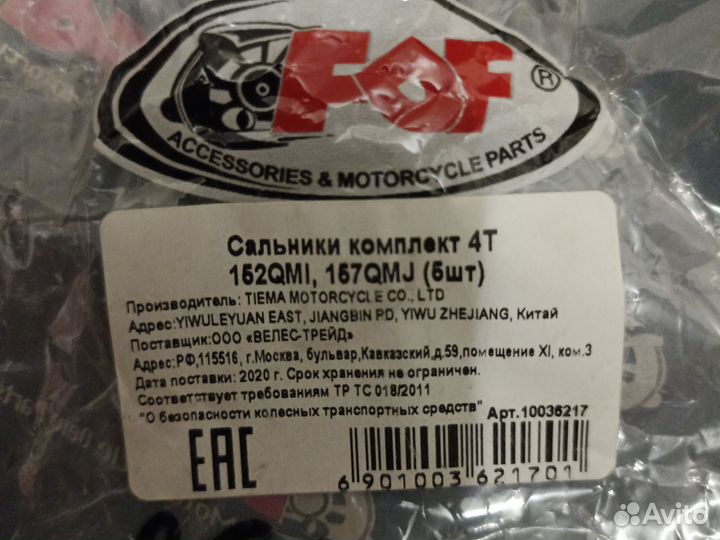 FOF
®
ACCESSORIES & MOTORCYCLE PARTS
Сальники комплект 4Т
152QMI, 157QMJ (5шт)
Производитель: TIEMA MOTORCYCLE CO., LTD
Адрес:YIWULEYUAN EAST, JIANGBIN PD, YIWU ZHEJIANG, Китай
Поставщик:ООО «ВЕЛЕС-ТРЕЙД»
Адрес:РФ,115516, г.Москва, бульвар,Кавказский,д.59,помещение XI, ком.3
Дата поставки: 2020 г. Срок хранения не ограничен.
Соответствует требованиям ТР ТС 018/2011
"О безопасности колесных транспортных средств" Арт.10036217
EAC
6 901003 621701
Avito